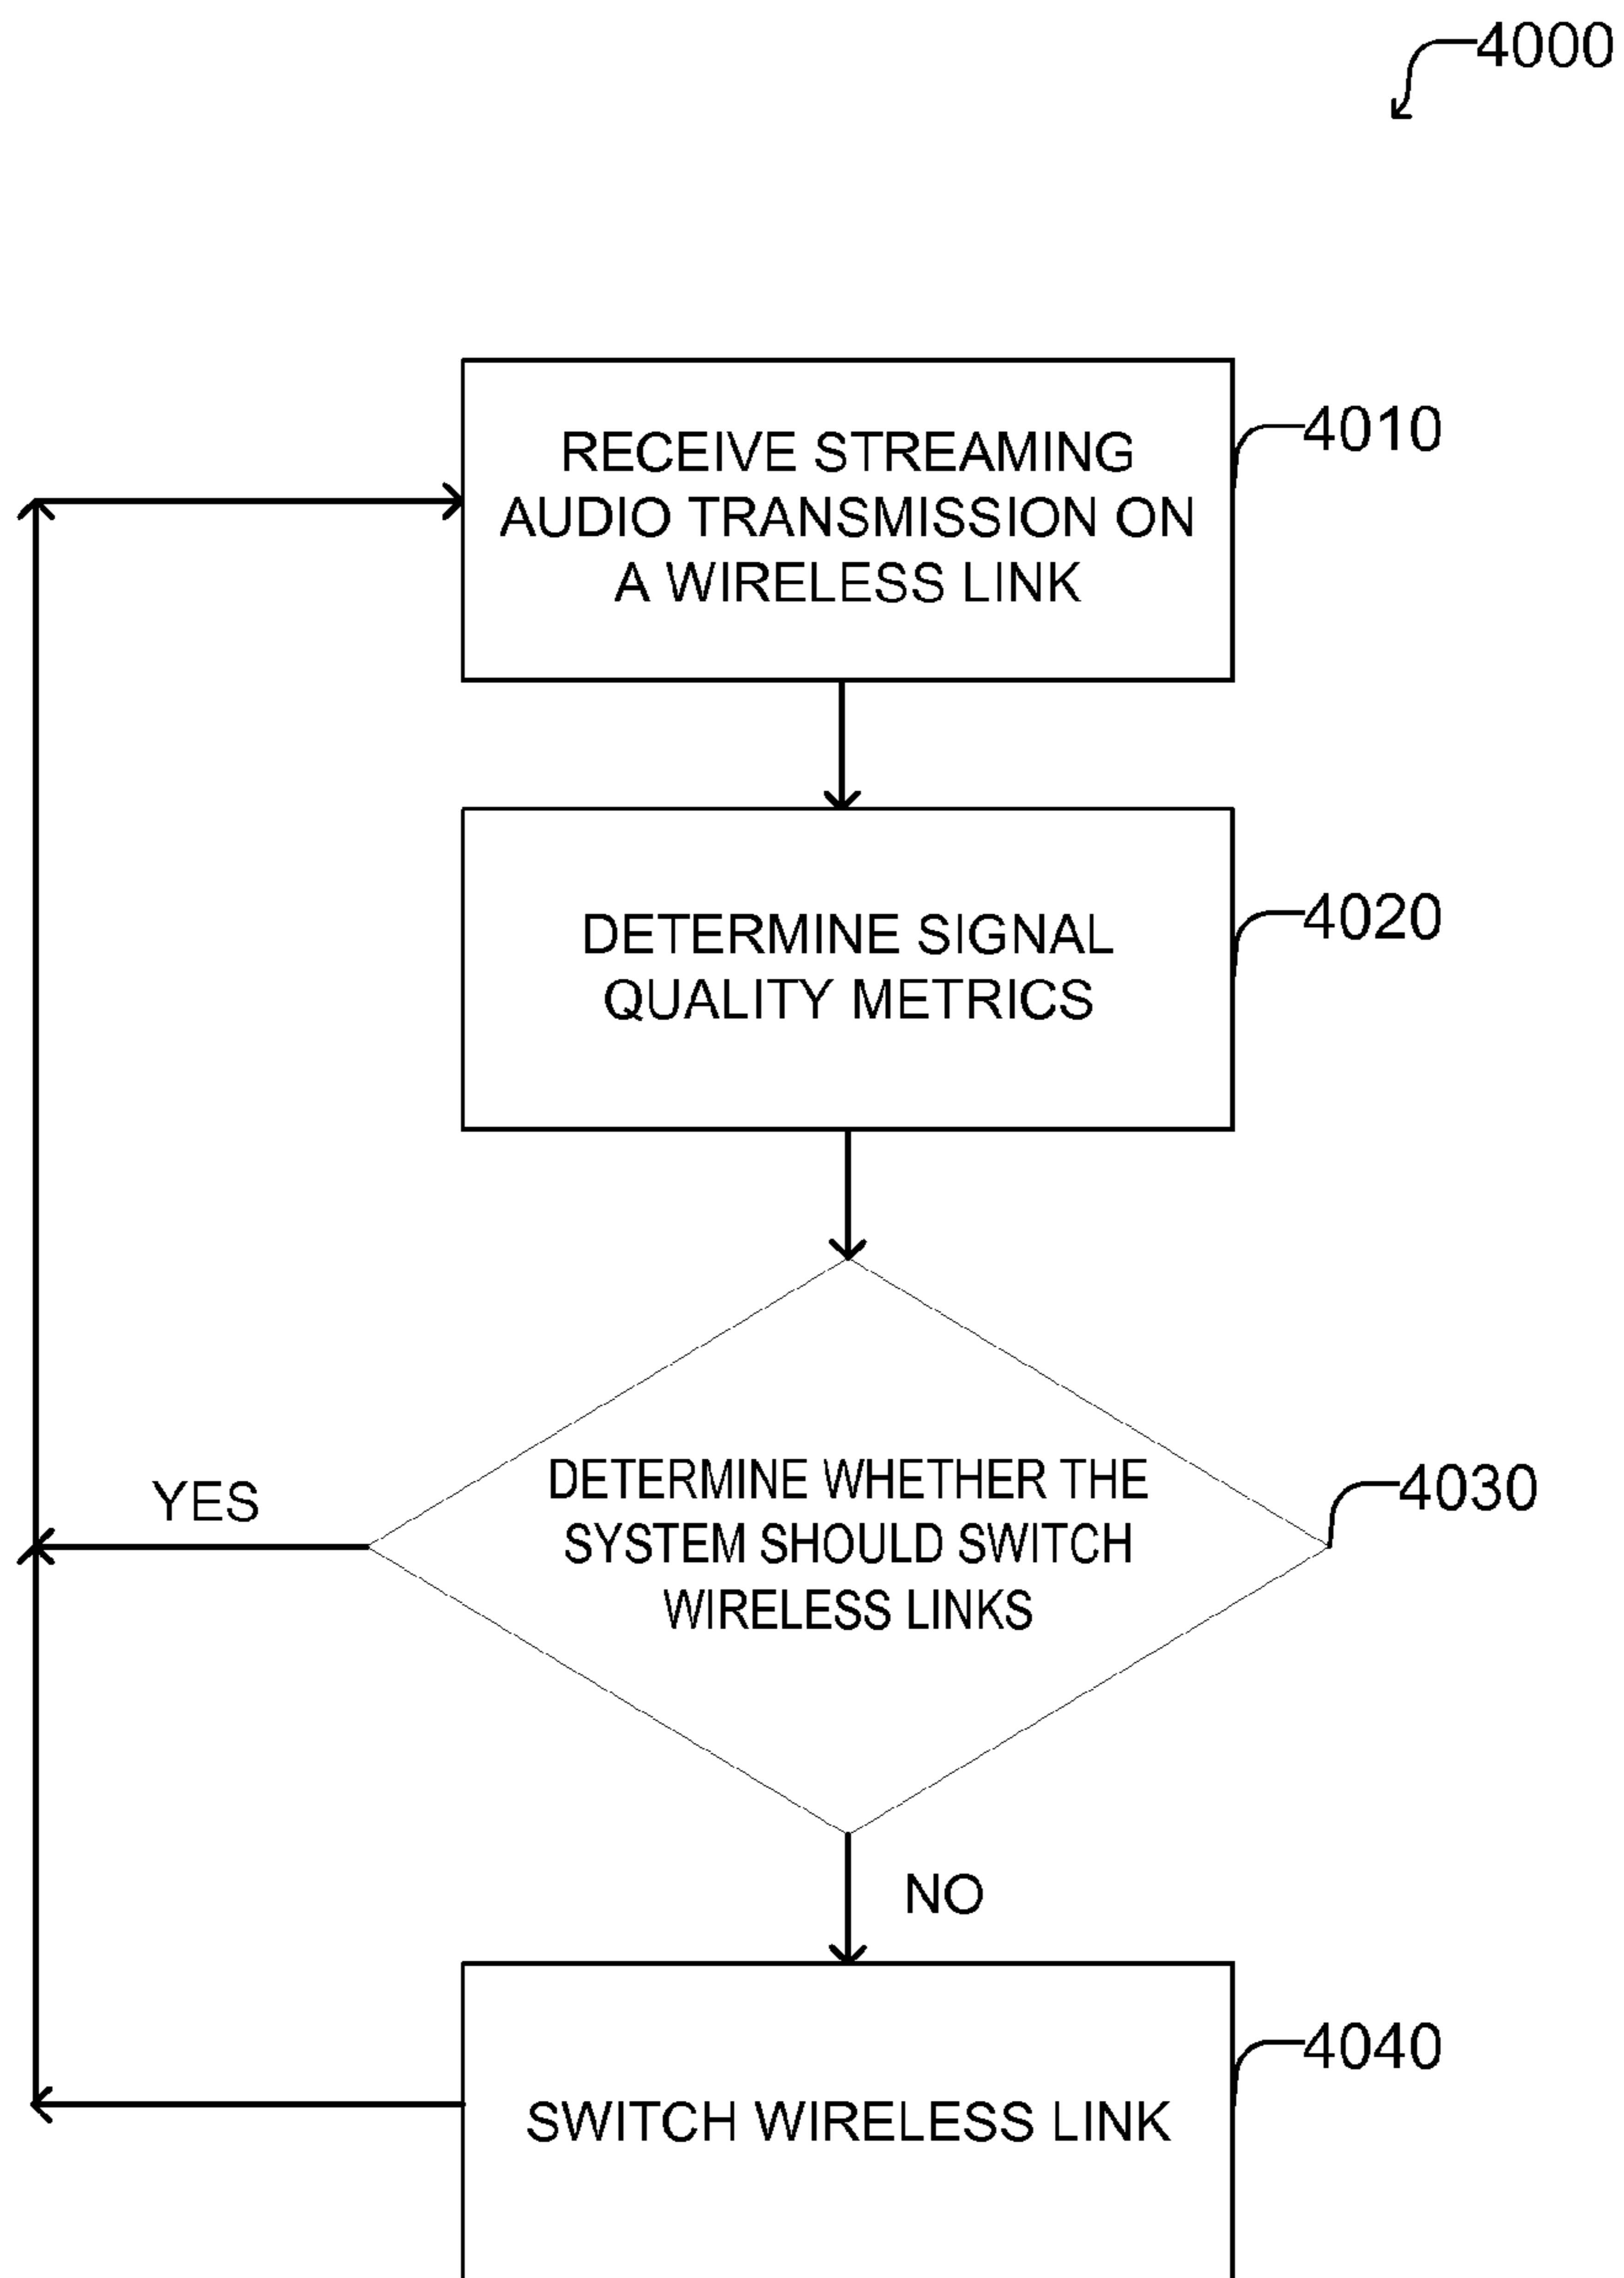 4000
RECEIVE STREAMING
AUDIO TRANSMISSION ON
A WIRELESS LINK
4010
DETERMINE SIGNAL
QUALITY METRICS
4020
DETERMINE WHETHER THE
SYSTEM SHOULD SWITCH
WIRELESS LINKS
4030
YES
NO
SWITCH WIRELESS LINK
4040